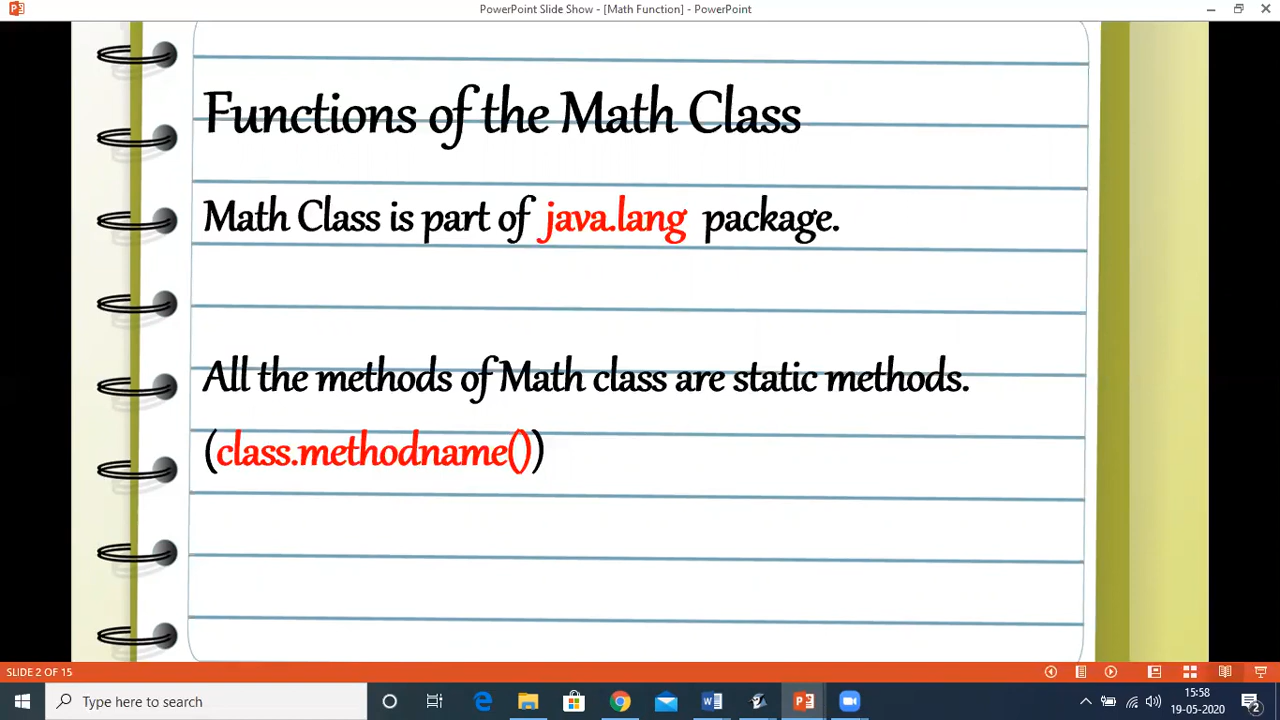 PowerPoint Slide Show - [Math Function] - PowerPoint
Functions of the Math Class
Math Class is part of java.lang package.
All the methods of Math class are static methods.
(class.methodname())
SLIDE 2 OF 15
Type here to search
15:58
19-05-2020
2